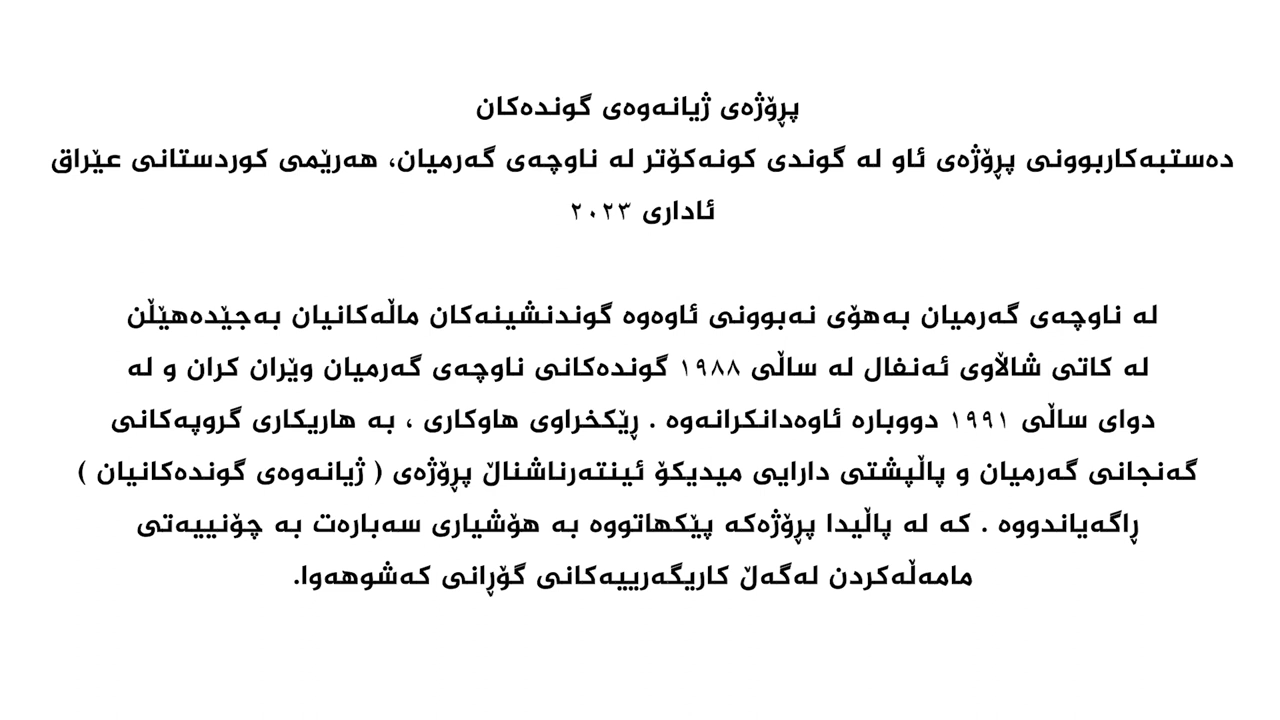 پڕۆژەی ژیانەوەی گوندەکان
دەستبەکاربوونی پڕۆژەی ئاو لە گوندی کونەکۆتر لە ناوچەی گەرمیان، هەرێمی کوردستانی عێراق
ئاداری ٢٠٢٣
لە ناوچەی گەرمیان بەهۆی نەبوونی ئاوەوە گوندنشینەکان ماڵەکانیان بەجێدەهێڵن
لە کاتی شاڵاوی ئەنفال لە ساڵی ١٩٨٨ گوندەکانی ناوچەی گەرمیان وێران کران و لە
دوای ساڵی ١٩٩١ دووبارە ئاوەدانکرانەوە . ڕێکخراوی هاوکاری ، بە هاریکاری گروپەکانی
گەنجانی گەرمیان و پاڵپشتی دارایی میدیکۆ ئینتەرناشناڵ پڕۆژەی ( ژیانەوەی گوندەکانیان )
ڕاگەیاندووە . کە لە پاڵیدا پڕۆژەکە پێکهاتووە بە هۆشیاری سەبارەت بە چۆنییەتی
مامەڵەکردن لەگەڵ کاریگەرییەکانی گۆڕانی کەشوهەوا.